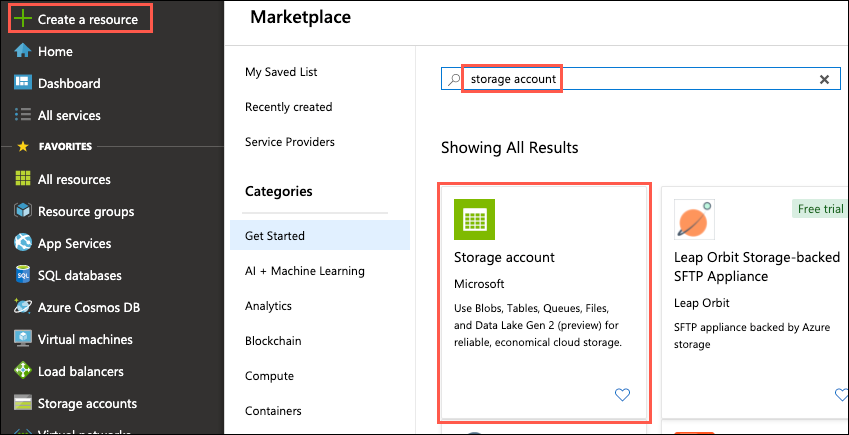 Create a resource
Home
Dashboard
All services
FAVORITES
All resources
Resource groups
App Services
SQL databases
Azure Cosmos DB
Virtual machines
Load balancers
Storage accounts
Virtual networks
Marketplace
My Saved List
Recently created
Service Providers
Categories
Get Started
AI + Machine Learning
Analytics
Blockchain
Compute
Containers
storage account
Showing All Results
Storage account
Microsoft
Use Blobs, Tables, Queues, Files,
and Data Lake Gen 2 (preview) for
reliable, economical cloud storage.
Free trial
Leap Orbit Storage-backed
SFTP Appliance
Leap Orbit
SFTP appliance backed by Azure
storage